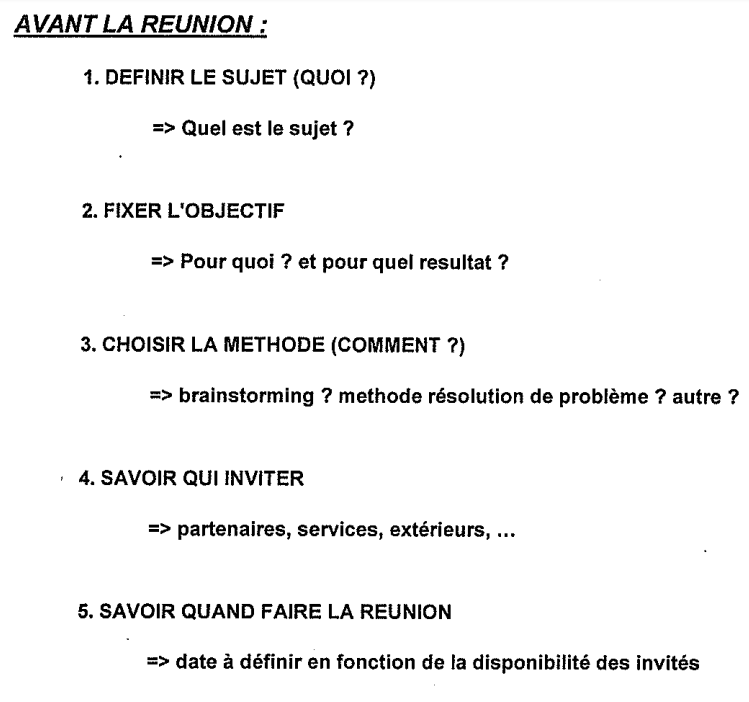 AVANT LA REUNION :
1. DEFINIR LE SUJET (QUOI ?)
=> Quel est le sujet ?
2. FIXER L'OBJECTIF
=> Pour quoi ? et pour quel resultat ?
3. CHOISIR LA METHODE (COMMENT ?)
=> brainstorming ? methode résolution de problème ? autre ?
4. SAVOIR QUI INVITER
=> partenaires, services, extérieurs, ...
5. SAVOIR QUAND FAIRE LA REUNION
=> date à définir en fonction de la disponibilité des invités